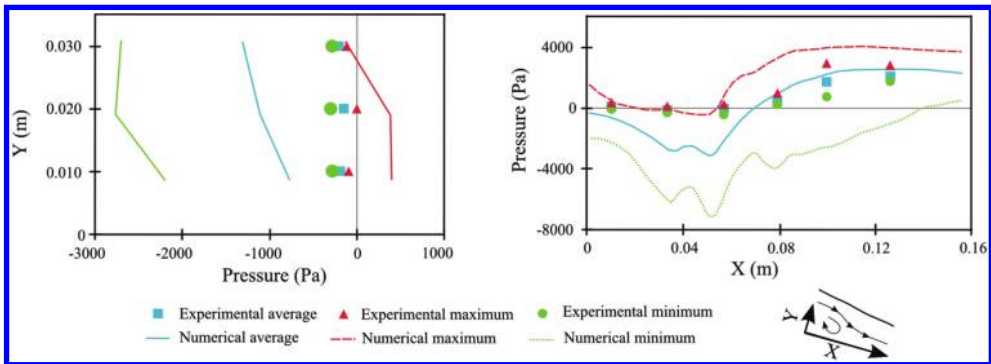 0.030
0.020
0.010
0
Y (m)
-3000 -2000 -1000 0 1000
Pressure (Pa)
4000
0
-4000
-8000
Pressure (Pa)
0 0.04 0.08 0.12 0.16
X (m)
Experimental average Experimental maximum Experimental minimum
Numerical average Numerical maximum Numerical minimum
Y
X